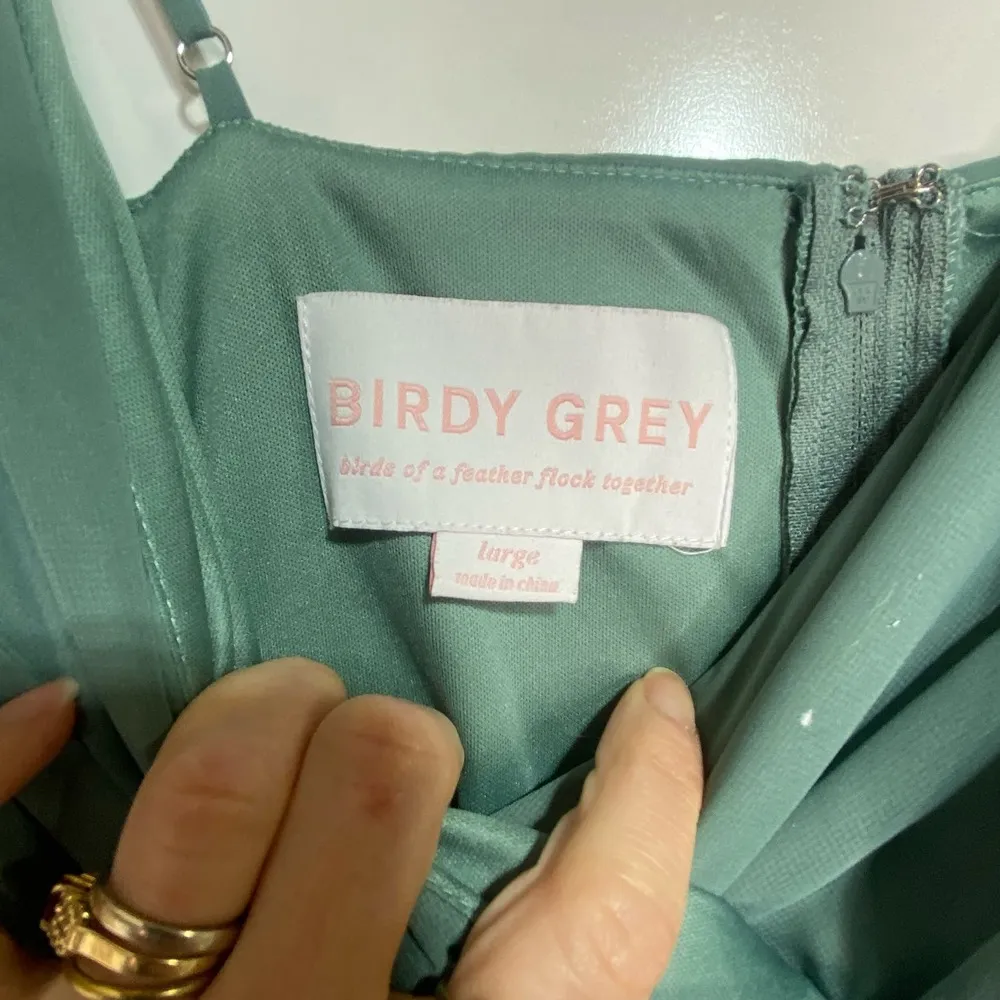 BIRDY GREY
birds of a feather flock together
large
made in china